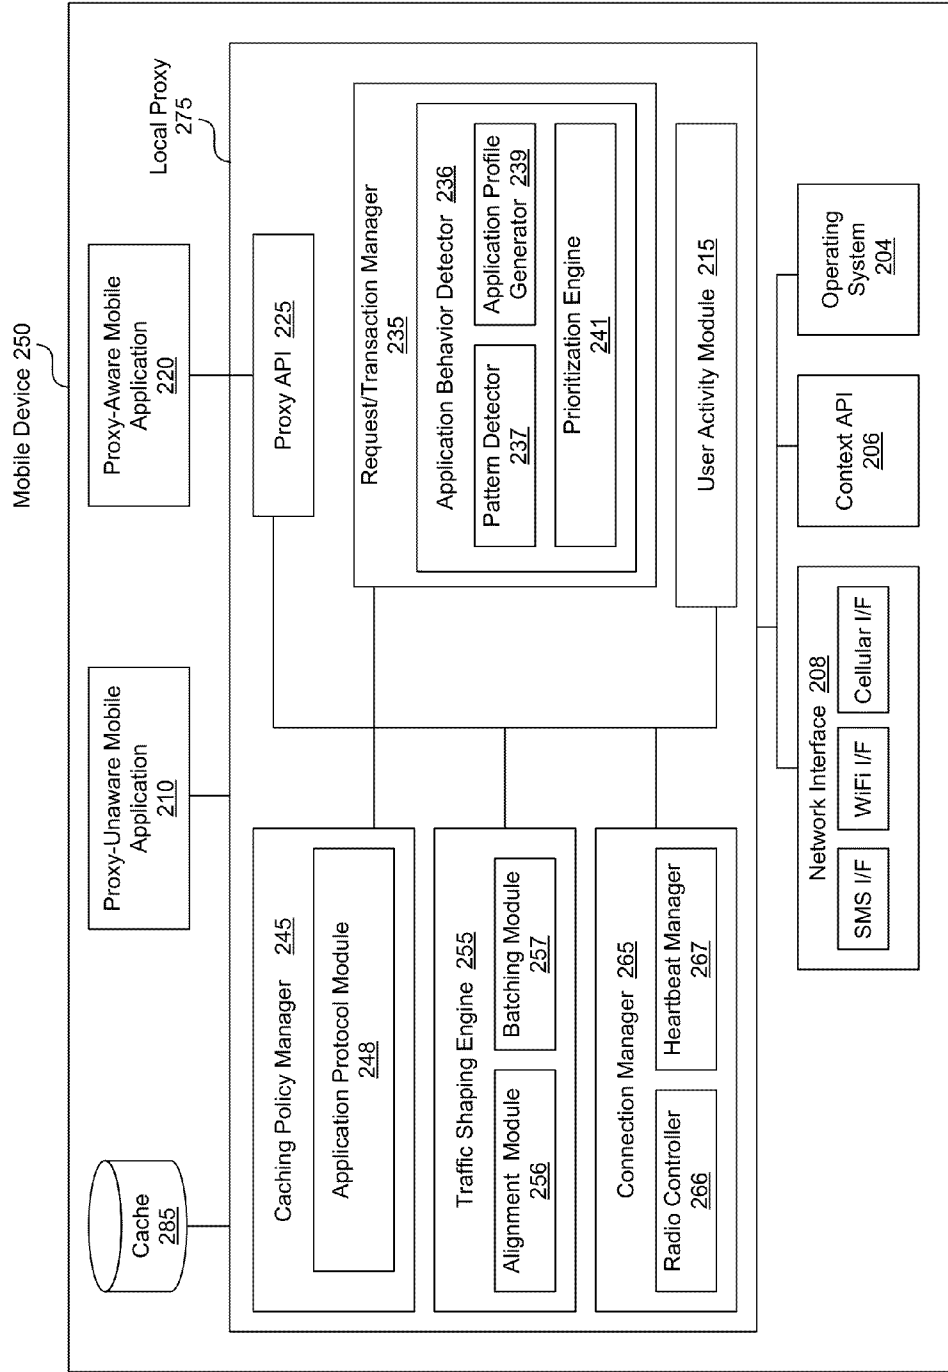 Mobile Device 250
Local Proxy
275
Cache
285
Proxy-Unaware Mobile
Application
210
Proxy-Aware Mobile
Application
220
Caching Policy Manager 245
Application Protocol Module
248
Proxy API 225
Request/Transaction Manager
235
Application Behavior Detector 236
Pattern Detector
237
Application Profile
Generator 239
Prioritization Engine
241
Traffic Shaping Engine 255
Alignment Module
256
Batching Module
257
Connection Manager 265
Radio Controller
266
Heartbeat Manager
267
User Activity Module 215
Network Interface 208
SMS I/F
WiFi I/F
Cellular I/F
Context API
206
Operating
System
204